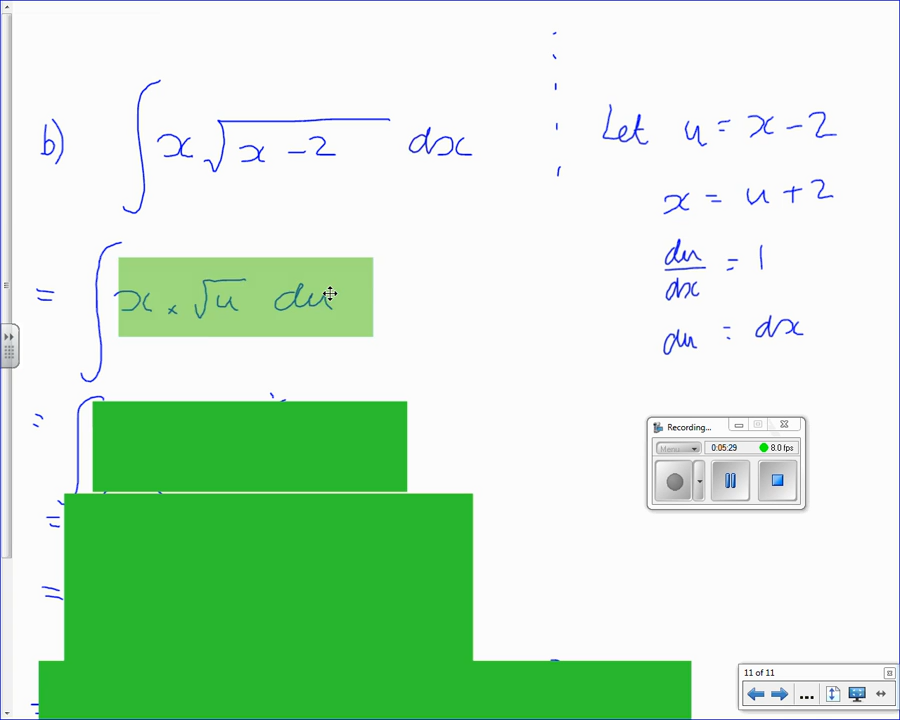 b) ∫ x √(x - 2) dx
Let u = x - 2
x = u + 2
du/dx = 1
du = dx
= ∫ x × √u du
= ∫
=
=
Recording...
Menu
0:05:29
8.0 fps
11 of 11